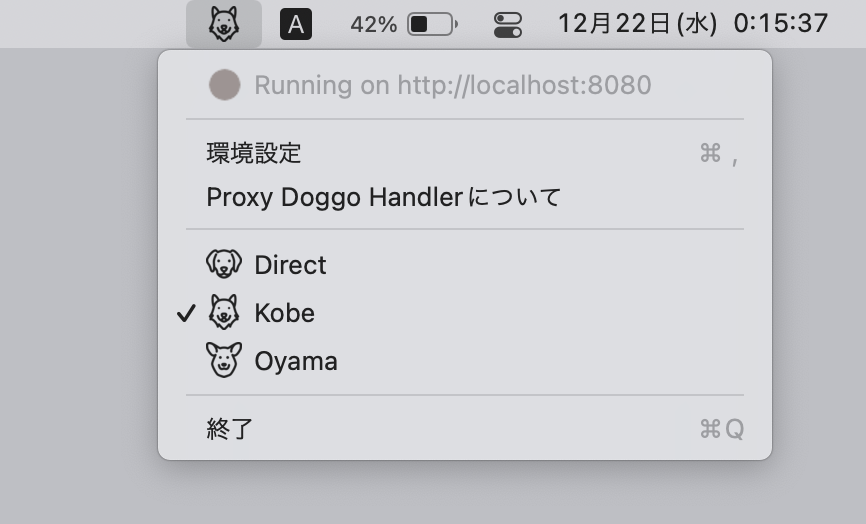 A 42% 12月22日(水) 0:15:37
Running on http://localhost:8080
環境設定 ⌘ ,
Proxy Doggo Handlerについて
Direct
✓ Kobe
Oyama
終了 ⌘Q